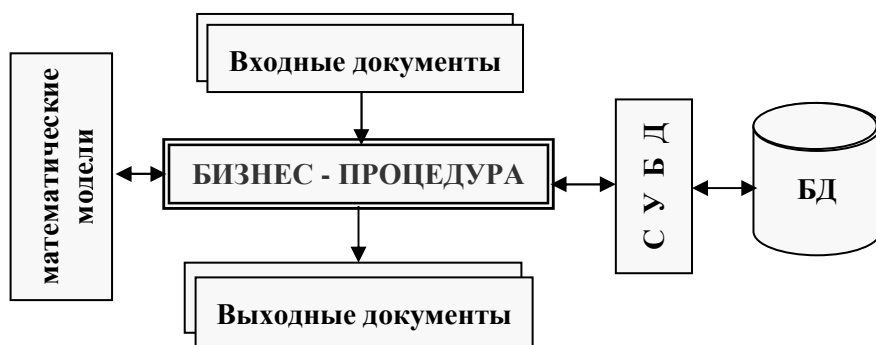 Входные документы
математические
модели
БИЗНЕС - ПРОЦЕДУРА
С У Б Д
БД
Выходные документы